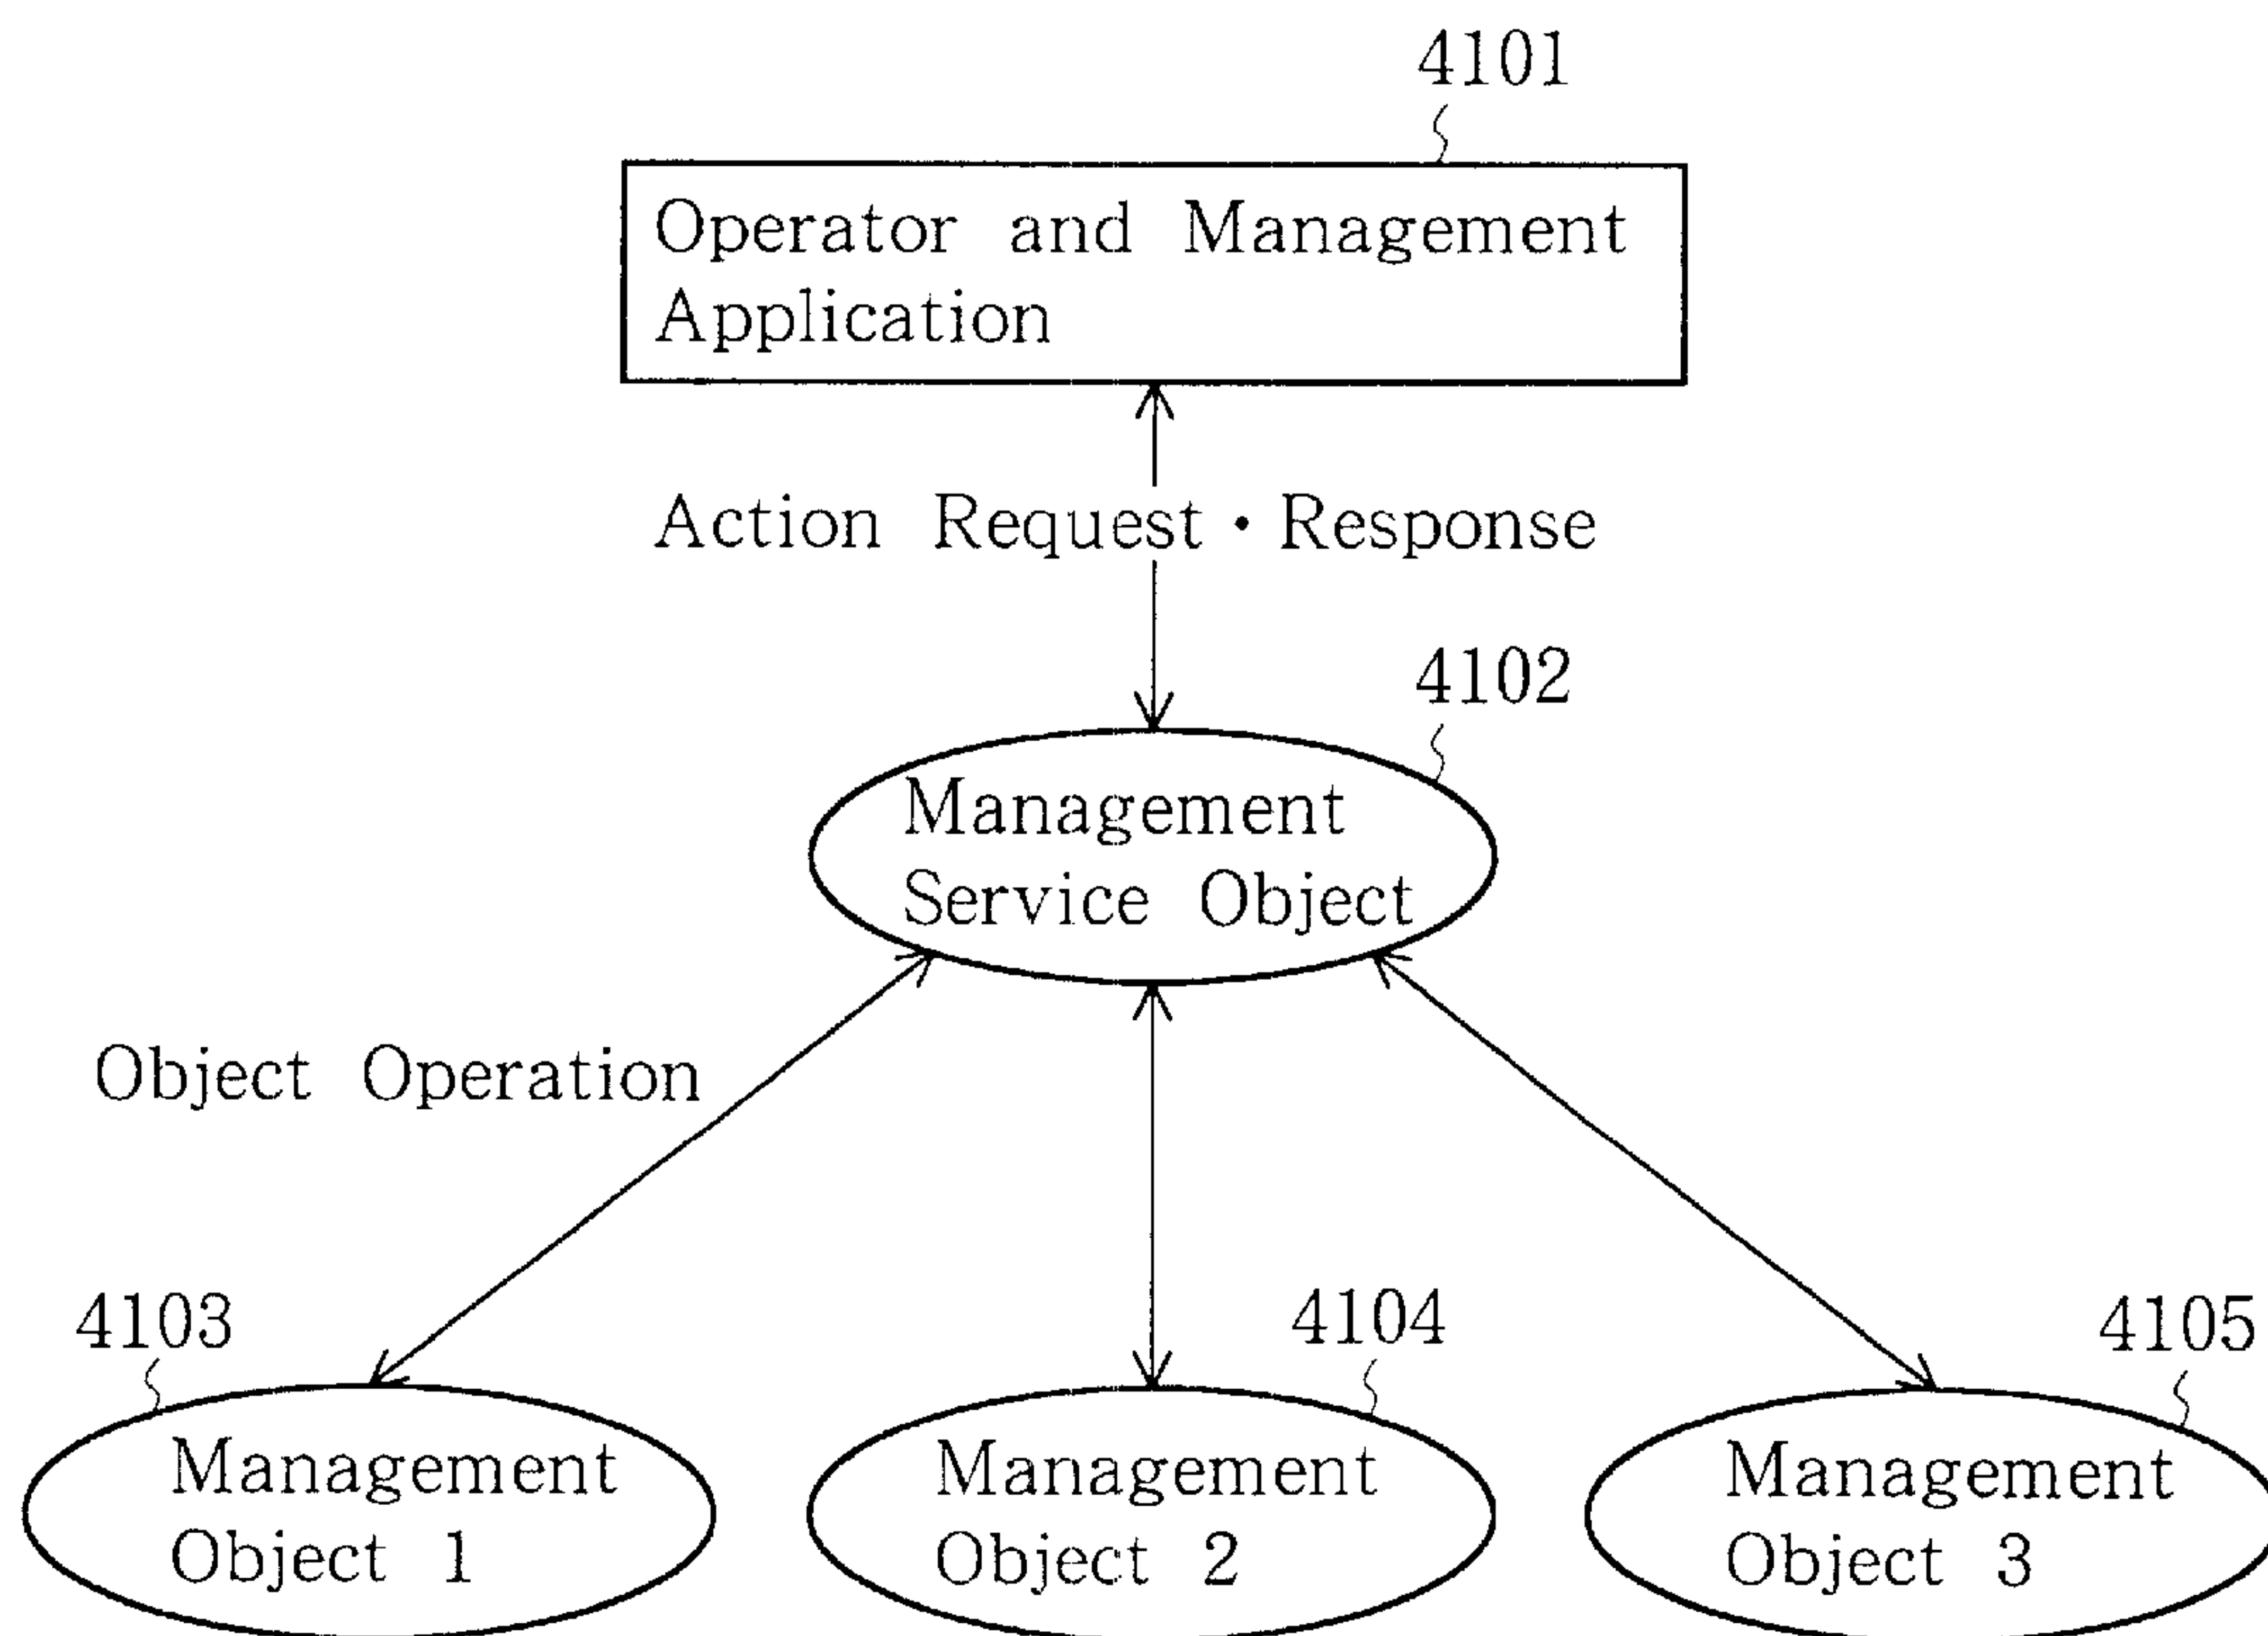 4101
Operator and Management
Application
Action Request・Response
4102
Management
Service Object
Object Operation
4103
4104
4105
Management
Object 1
Management
Object 2
Management
Object 3